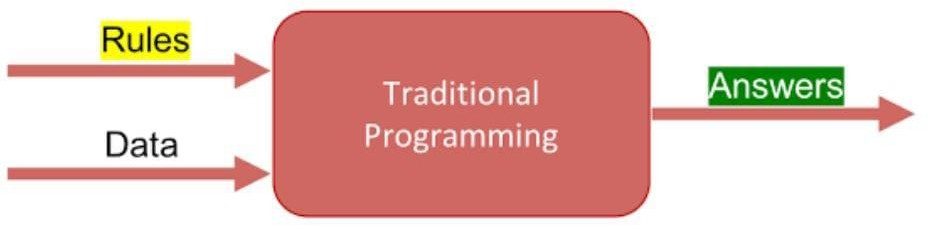 Rules
Data
Traditional
Programming
Answers